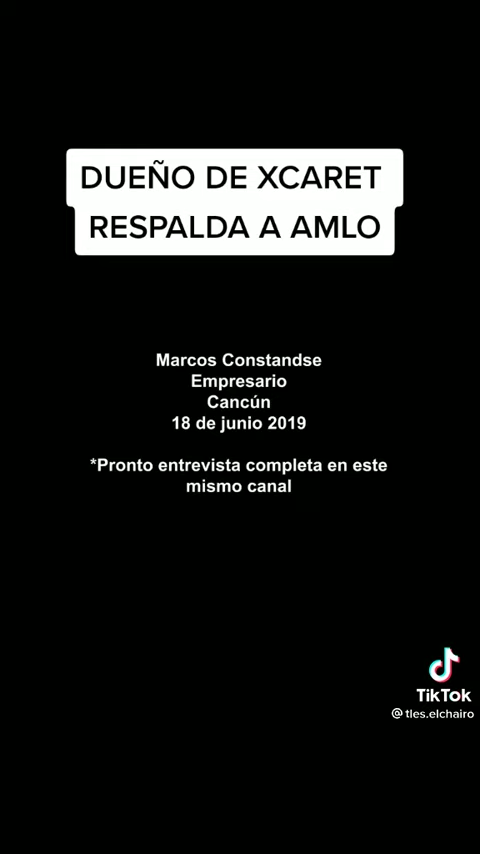 DUEÑO DE XCARET
RESPALDA A AMLO
Marcos Constandse
Empresario
Cancún
18 de junio 2019
*Pronto entrevista completa en este
mismo canal
TikTok
@tles.elchairo